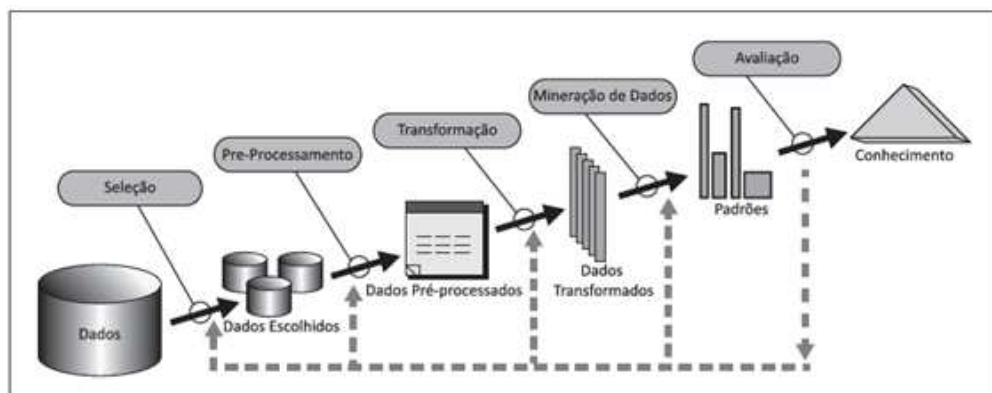 Avaliação
Mineração de Dados
Transformação
Pre-Processamento
Seleção
Conhecimento
Padrões
Dados
Transformados
Dados Pré-processados
Dados Escolhidos
Dados